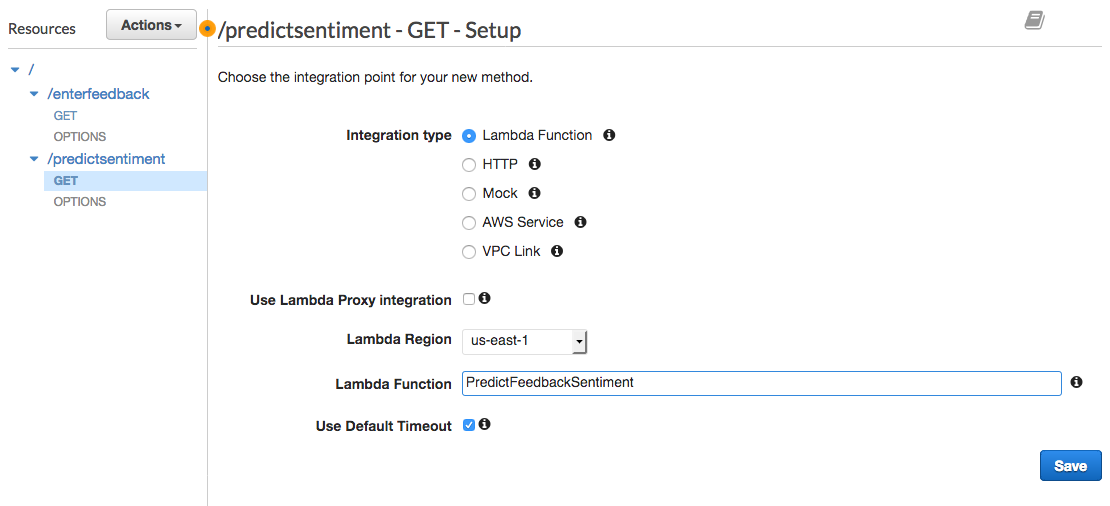 Resources
Actions
/
/enterfeedback
GET
OPTIONS
/predictsentiment
GET
OPTIONS
/predictsentiment - GET - Setup
Choose the integration point for your new method.
Integration type
Lambda Function
HTTP
Mock
AWS Service
VPC Link
Use Lambda Proxy integration
Lambda Region us-east-1
Lambda Function PredictFeedbackSentiment
Use Default Timeout
Save